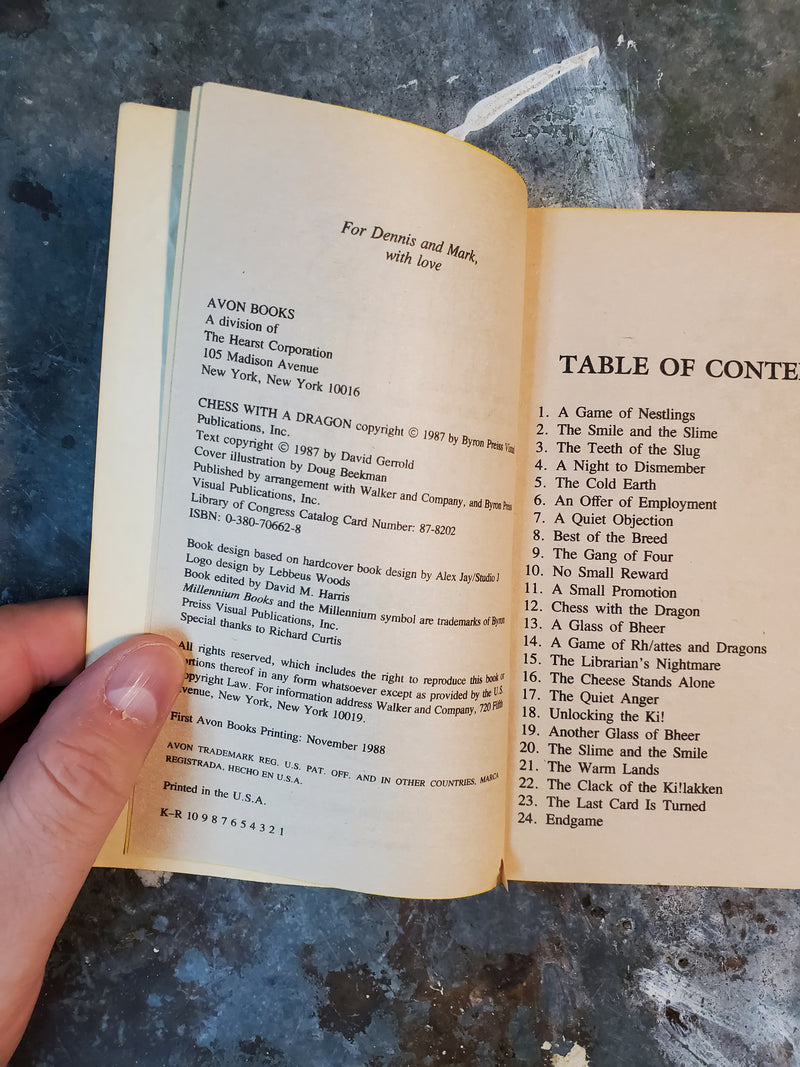 For Dennis and Mark,
with love
AVON BOOKS
A division of
The Hearst Corporation
105 Madison Avenue
New York, New York 10016
CHESS WITH A DRAGON copyright © 1987 by Byron Preiss Visual
Publications, Inc.
Text copyright © 1987 by David Gerrold
Cover illustration by Doug Beekman
Published by arrangement with Walker and Company, and Byron Preiss
Visual Publications, Inc.
Library of Congress Catalog Card Number: 87-8202
ISBN: 0-380-70662-8
Book design based on hardcover book design by Alex Jay/Studio J
Logo design by Lebbeus Woods
Book edited by David M. Harris
Millennium Books and the Millennium symbol are trademarks of Byron
Preiss Visual Publications, Inc.
Special thanks to Richard Curtis
All rights reserved, which includes the right to reproduce this book or
ortions thereof in any form whatsoever except as provided by the U.S.
opyright Law. For information address Walker and Company, 720 Fifth
venue, New York, New York 10019.
First Avon Books Printing: November 1988
AVON TRADEMARK REG. U.S. PAT. OFF. AND IN OTHER COUNTRIES, MARCA
REGISTRADA, HECHO EN U.S.A.
Printed in the U.S.A.
K–R 10 9 8 7 6 5 4 3 2 1
TABLE OF CONTE
1. A Game of Nestlings
2. The Smile and the Slime
3. The Teeth of the Slug
4. A Night to Dismember
5. The Cold Earth
6. An Offer of Employment
7. A Quiet Objection
8. Best of the Breed
9. The Gang of Four
10. No Small Reward
11. A Small Promotion
12. Chess with the Dragon
13. A Glass of Bheer
14. A Game of Rh/attes and Dragons
15. The Librarian's Nightmare
16. The Cheese Stands Alone
17. The Quiet Anger
18. Unlocking the Ki!
19. Another Glass of Bheer
20. The Slime and the Smile
21. The Warm Lands
22. The Clack of the Ki!lakken
23. The Last Card Is Turned
24. Endgame